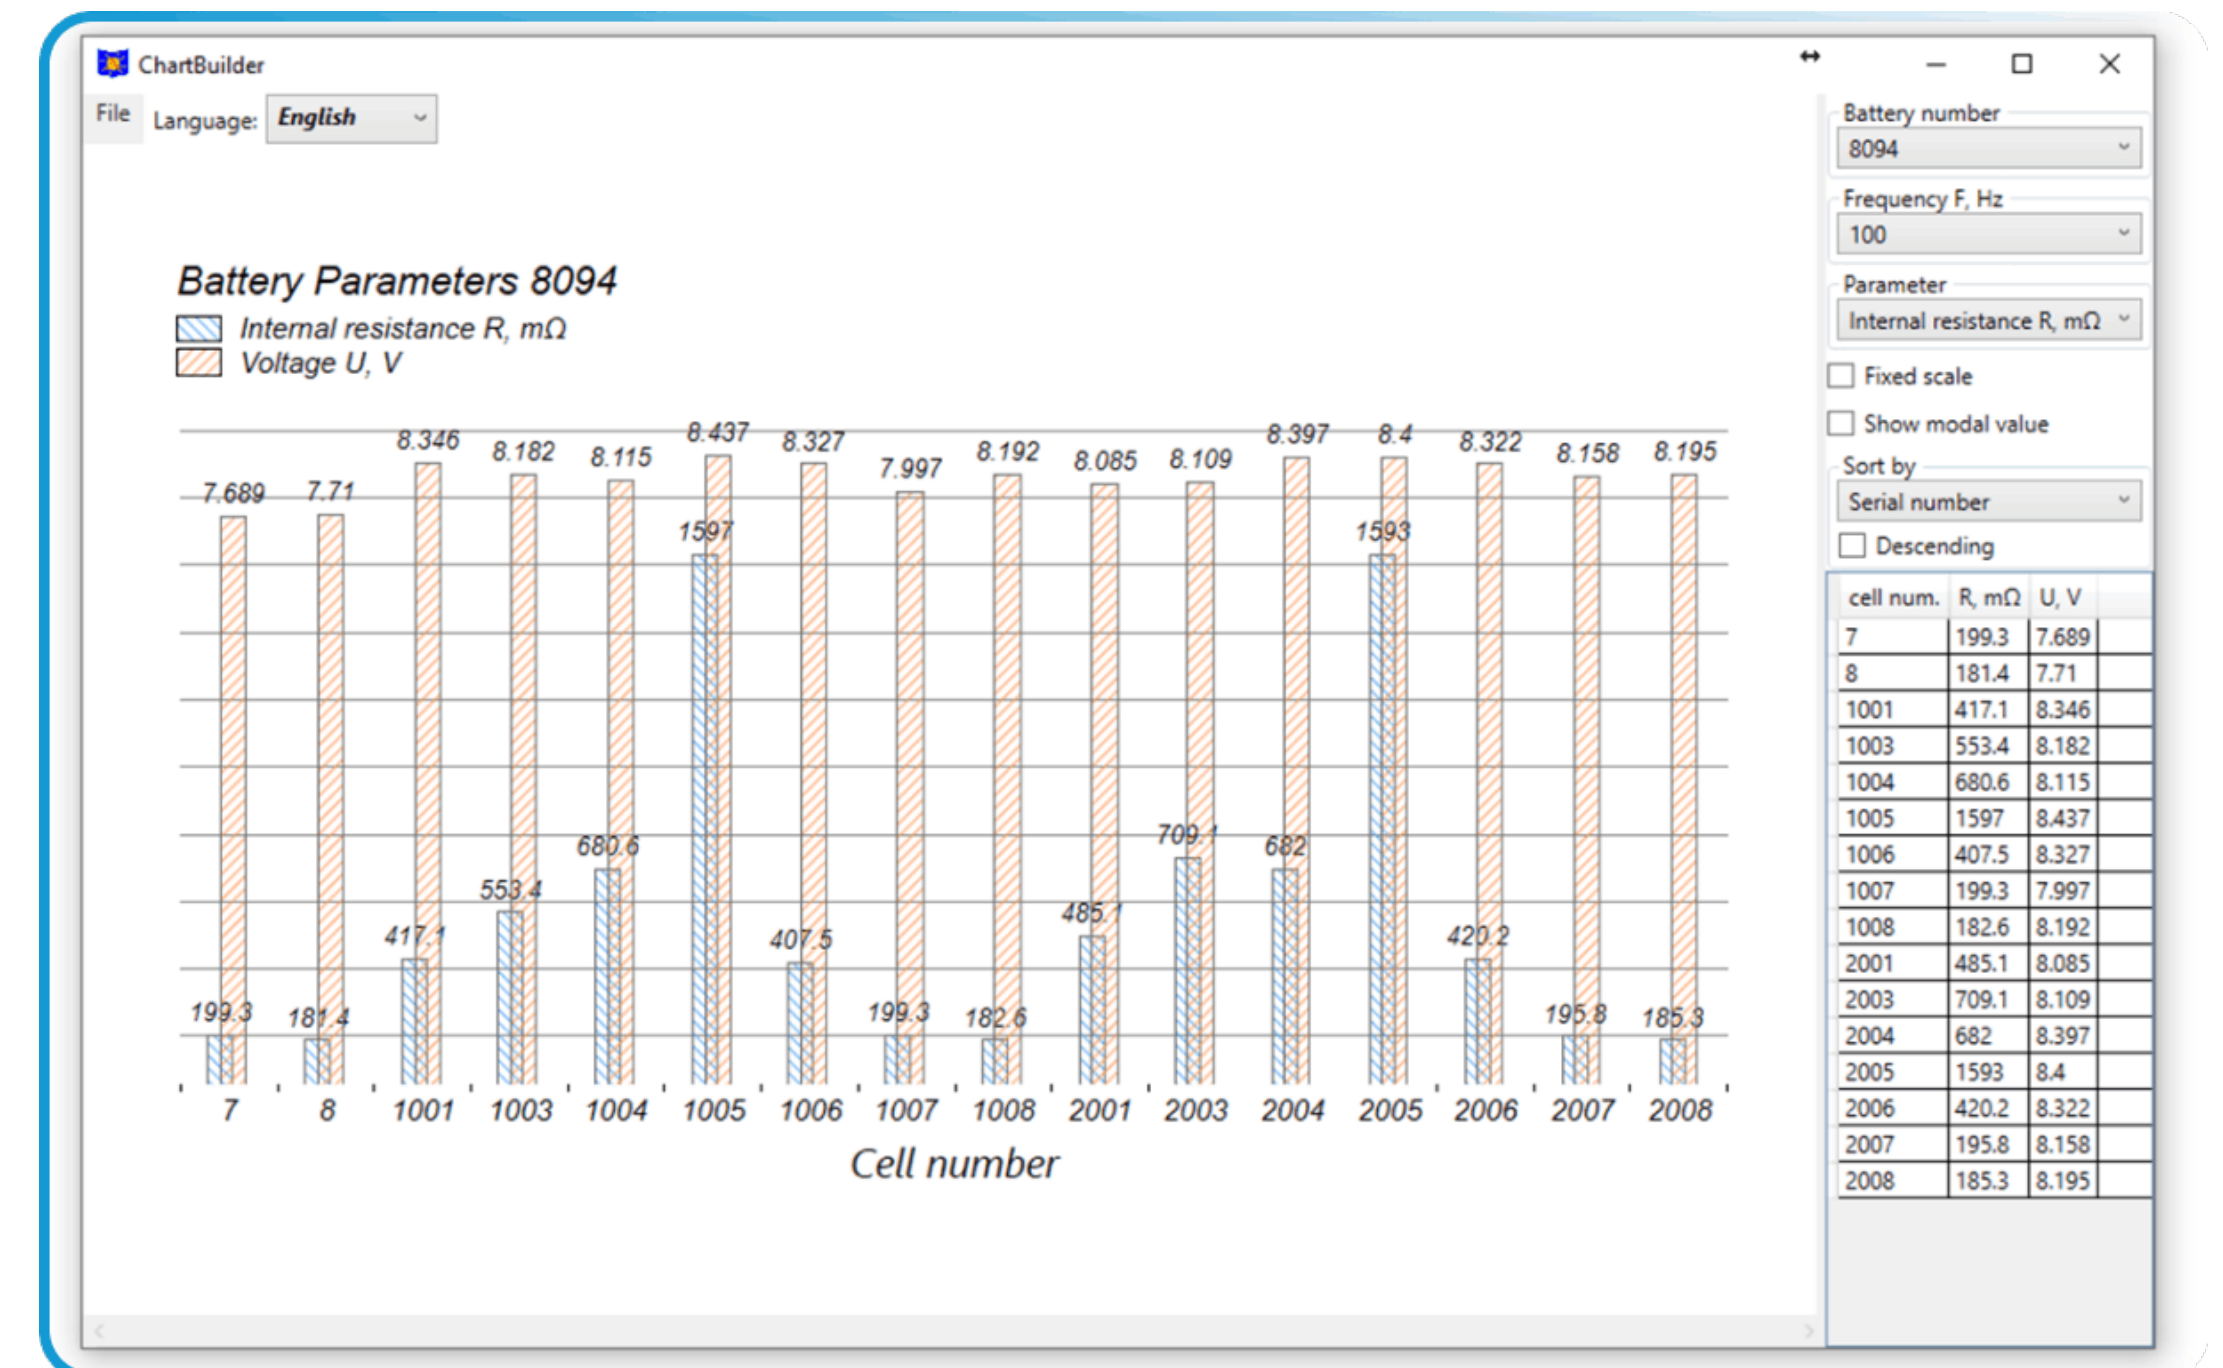 ChartBuilder
File Language: English
Battery Parameters 8094
Internal resistance R, mΩ
Voltage U, V
7.689 7.71 8.346 8.182 8.115 8.437 8.327 7.997 8.192 8.085 8.109 8.397 8.4 8.322 8.158 8.195
199.3 181.4 417.1 553.4 680.6 1597 407.5 199.3 182.6 485.1 709.1 682 1593 420.2 195.8 185.3
7 8 1001 1003 1004 1005 1006 1007 1008 2001 2003 2004 2005 2006 2007 2008
Cell number
Battery number
8094
Frequency F, Hz
100
Parameter
Internal resistance R, mΩ
Fixed scale
Show modal value
Sort by
Serial number
Descending
cell num. R, mΩ U, V
7 199.3 7.689
8 181.4 7.71
1001 417.1 8.346
1003 553.4 8.182
1004 680.6 8.115
1005 1597 8.437
1006 407.5 8.327
1007 199.3 7.997
1008 182.6 8.192
2001 485.1 8.085
2003 709.1 8.109
2004 682 8.397
2005 1593 8.4
2006 420.2 8.322
2007 195.8 8.158
2008 185.3 8.195